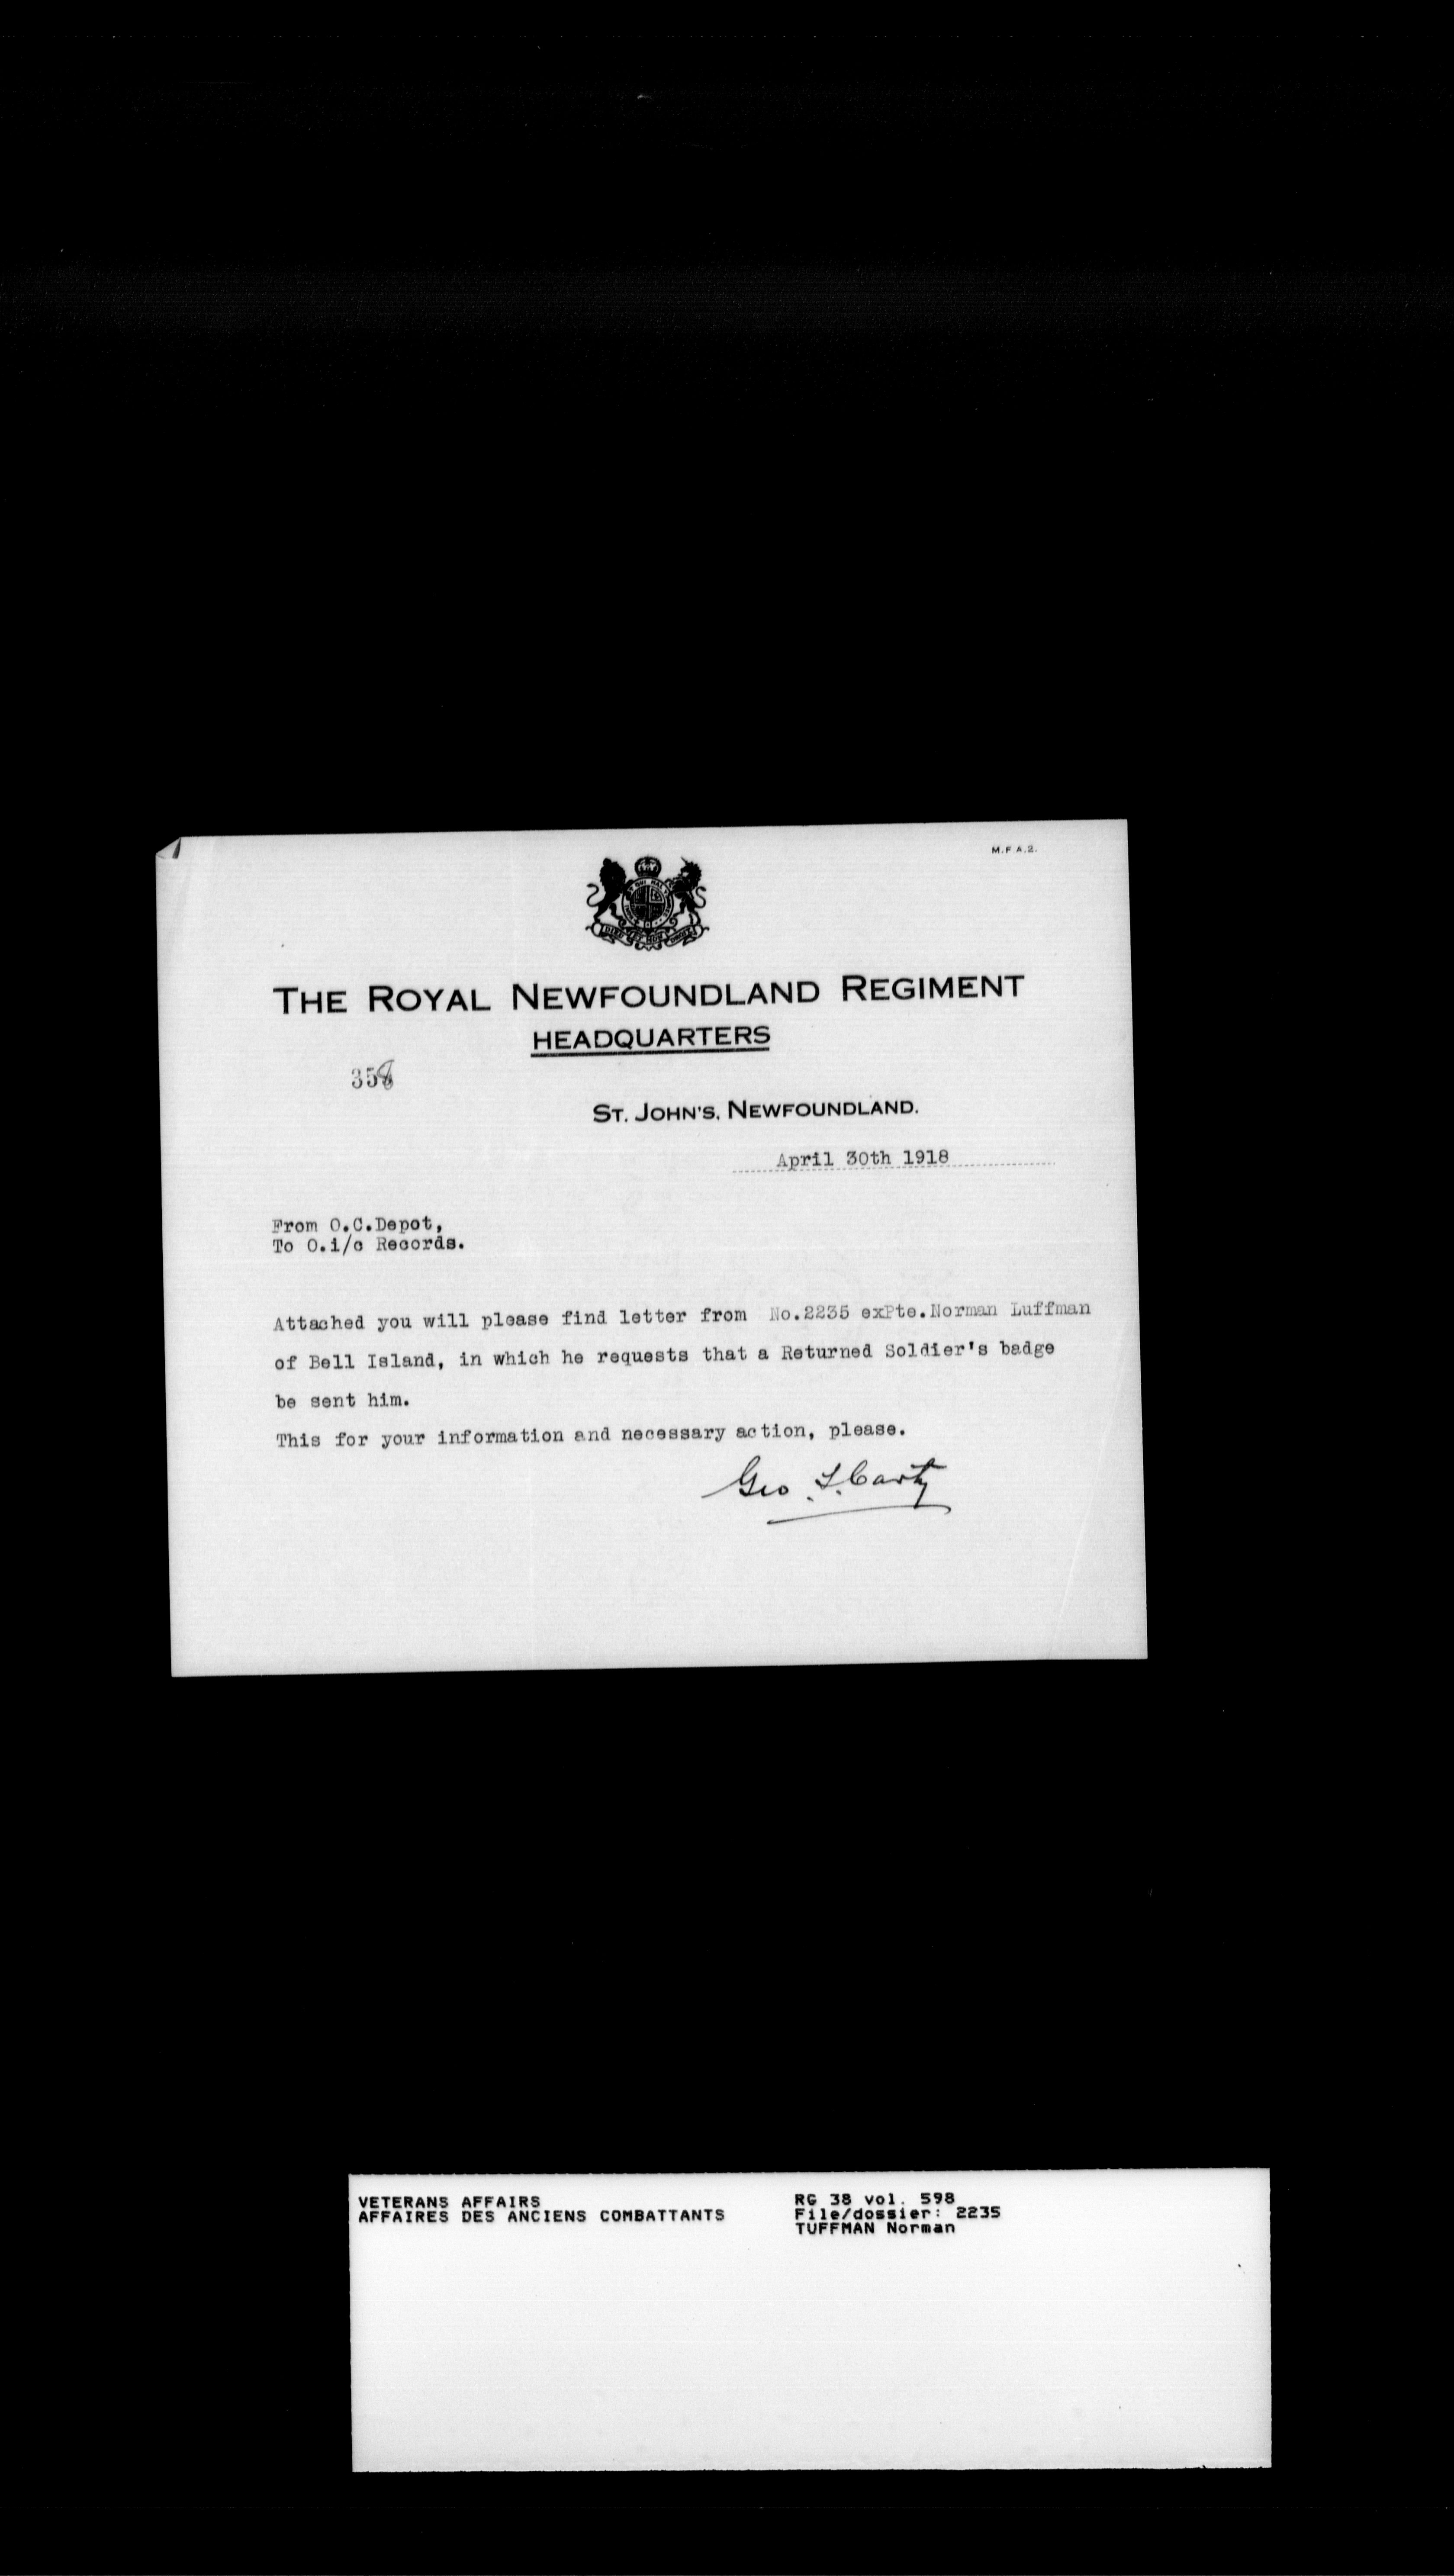 M.F.A.2.
THE ROYAL NEWFOUNDLAND REGIMENT
HEADQUARTERS
358
ST. JOHN'S, NEWFOUNDLAND.
April 30th 1918
From O.C.Depot,
To O.i/c Records.
Attached you will please find letter from No.2235 exPte.Norman Luffman
of Bell Island, in which he requests that a Returned Soldier's badge
be sent him.
This for your information and necessary action, please.
Geo. T. Carty
VETERANS AFFAIRS
AFFAIRES DES ANCIENS COMBATTANTS
RG 38 vol. 598
File/dossier: 2235
TUFFMAN Norman